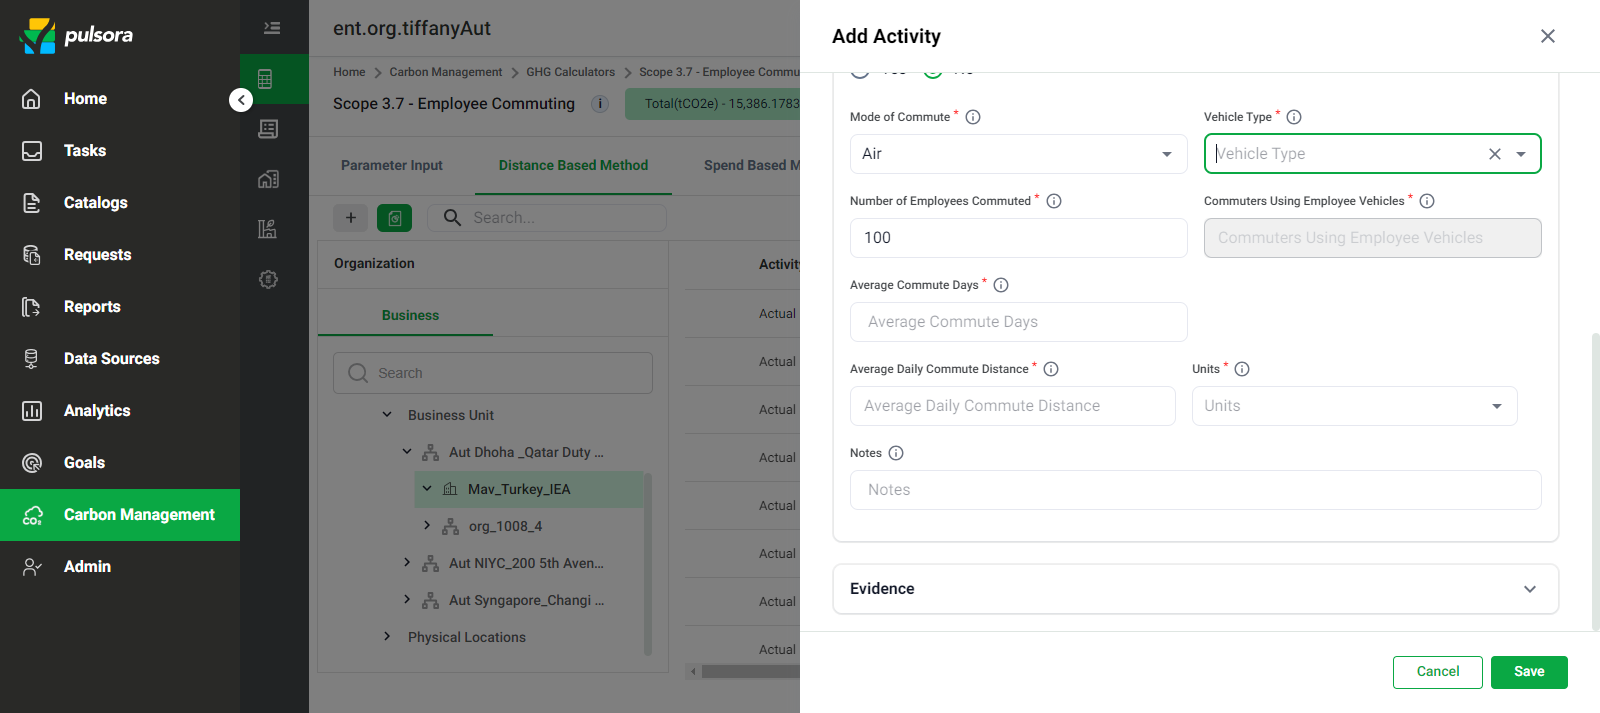 pulsora
Home
Tasks
Catalogs
Requests
Reports
Data Sources
Analytics
Goals
Carbon Management
Admin
ent.org.tiffanyAut
Home > Carbon Management > GHG Calculators > Scope 3.7 - Employee Commu
Scope 3.7 - Employee Commuting
Total(tCO2e) - 15,386.1783
Parameter Input
Distance Based Method
Spend Based M
Search...
Organization
Business
Search
Business Unit
Aut Dhoha _Qatar Duty ...
Mav_Turkey_IEA
org_1008_4
Aut NIYC_200 5th Aven...
Aut Syngapore_Changi ...
Physical Locations
Activity
Actual
Actual
Actual
Actual
Actual
Actual
Actual
Actual
Add Activity
Mode of Commute *
Air
Vehicle Type *
Vehicle Type
Number of Employees Commuted *
100
Commuters Using Employee Vehicles *
Commuters Using Employee Vehicles
Average Commute Days *
Average Commute Days
Average Daily Commute Distance *
Average Daily Commute Distance
Units *
Units
Notes
Notes
Evidence
Cancel
Save